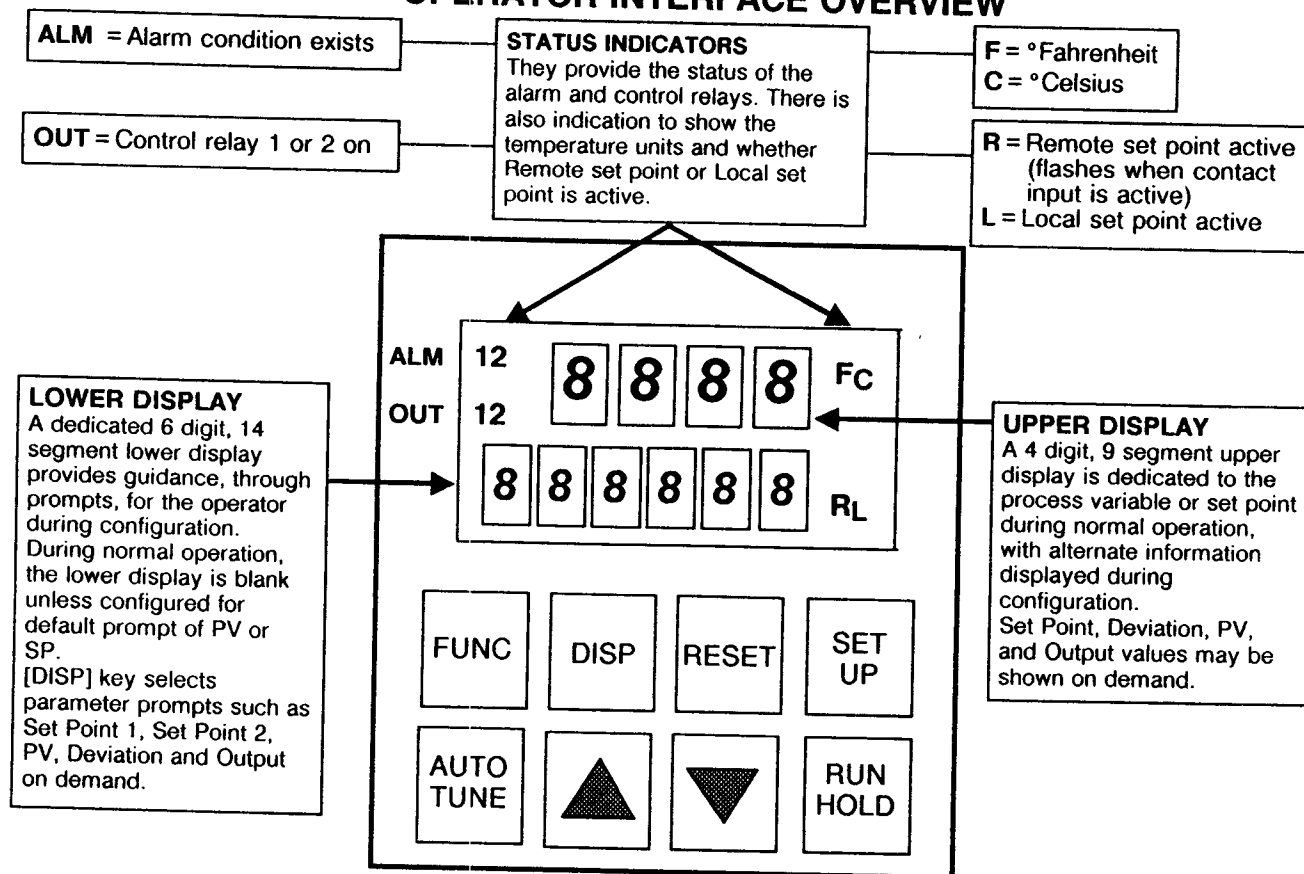 OPERATOR INTERFACE OVERVIEW
ALM = Alarm condition exists
OUT = Control relay 1 or 2 on
STATUS INDICATORS
They provide the status of the
alarm and control relays. There is
also indication to show the
temperature units and whether
Remote set point or Local set
point is active.
F = °Fahrenheit
C = °Celsius
R = Remote set point active
(flashes when contact
input is active)
L = Local set point active
ALM 12 8 8 8 8 FC
OUT 12
8 8 8 8 8 8 RL
LOWER DISPLAY
A dedicated 6 digit, 14
segment lower display
provides guidance, through
prompts, for the operator
during configuration.
During normal operation,
the lower display is blank
unless configured for
default prompt of PV or
SP.
[DISP] key selects
parameter prompts such as
Set Point 1, Set Point 2,
PV, Deviation and Output
on demand.
UPPER DISPLAY
A 4 digit, 9 segment upper
display is dedicated to the
process variable or set point
during normal operation,
with alternate information
displayed during
configuration.
Set Point, Deviation, PV,
and Output values may be
shown on demand.
FUNC
DISP
RESET
SET
UP
AUTO
TUNE
RUN
HOLD